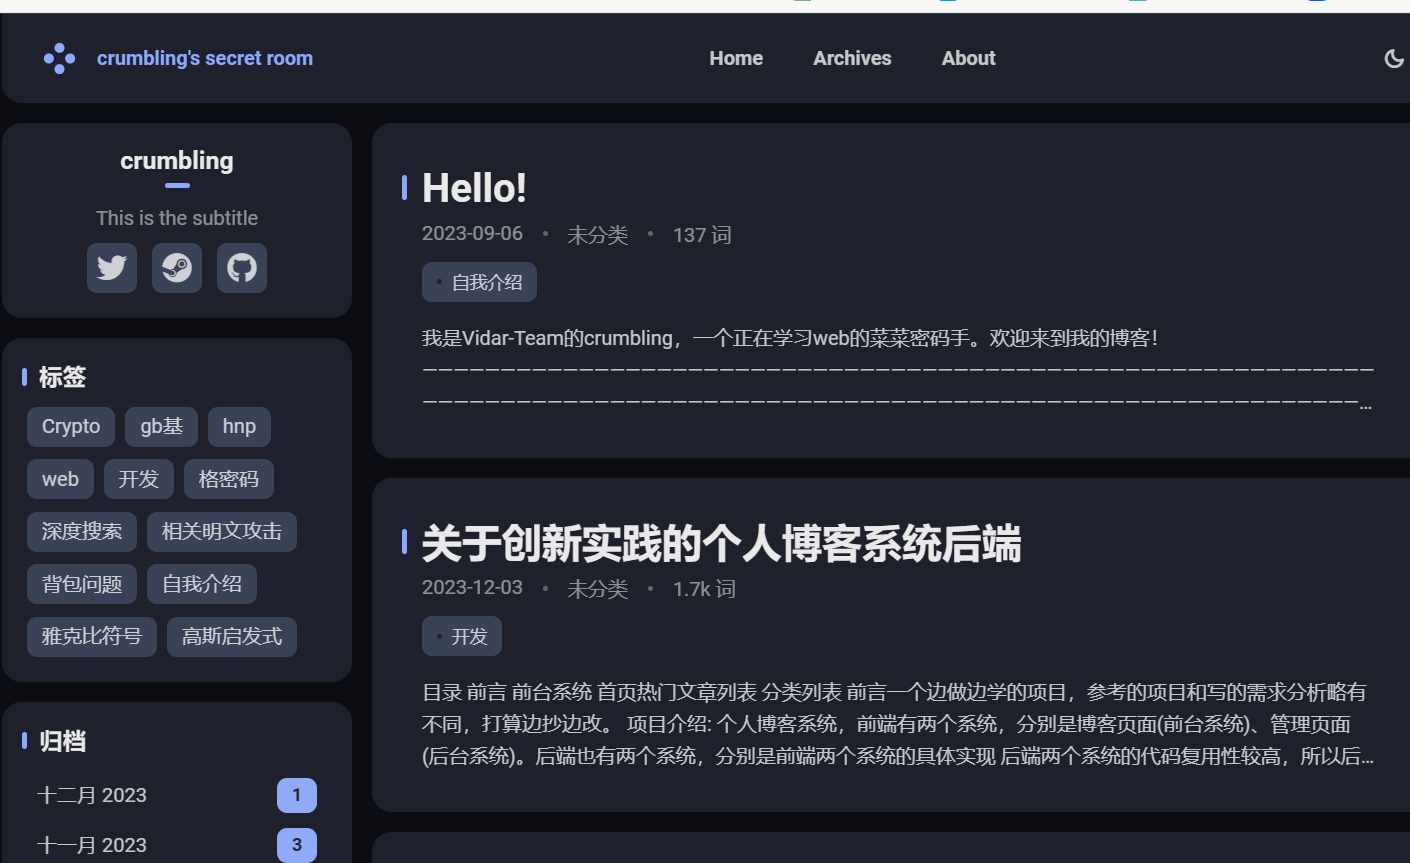 crumbling's secret room
Home
Archives
About
crumbling
This is the subtitle
标签
Crypto
gb基
hnp
web
开发
格密码
深度搜索
相关明文攻击
背包问题
自我介绍
雅克比符号
高斯启发式
归档
十二月 2023
1
十一月 2023
3
Hello!
2023-09-06 • 未分类 • 137 词
• 自我介绍
我是Vidar-Team的crumbling，一个正在学习web的菜菜密码手。欢迎来到我的博客！
—————————————————————————————————————————————————————————————
————————————————————————————————————————————————————————————...
关于创新实践的个人博客系统后端
2023-12-03 • 未分类 • 1.7k 词
• 开发
目录 前言 前台系统 首页热门文章列表 分类列表 前言一个边做边学的项目，参考的项目和写的需求分析略有
不同，打算边抄边改。 项目介绍: 个人博客系统，前端有两个系统，分别是博客页面(前台系统)、管理页面
(后台系统)。后端也有两个系统，分别是前端两个系统的具体实现 后端两个系统的代码复用性较高，所以后...